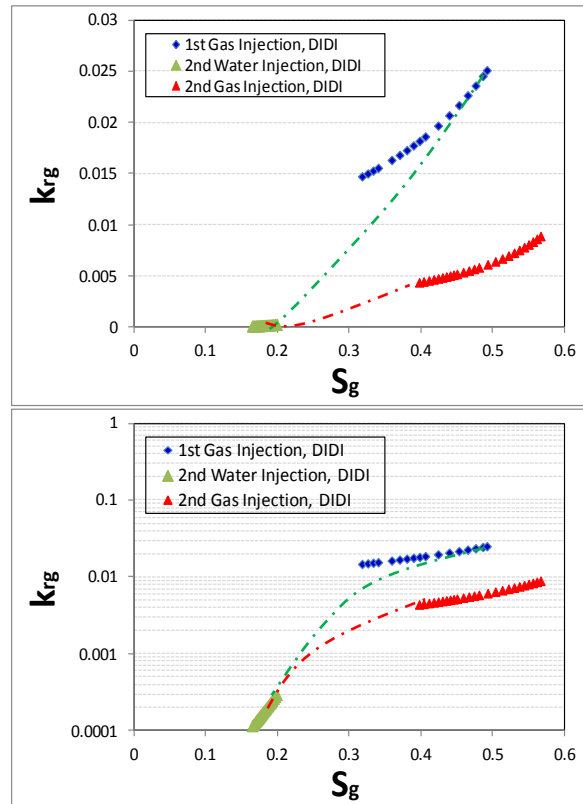 0.03
0.025
0.02
0.015
0.01
0.005
0
krg
1st Gas Injection, DIDI
2nd Water Injection, DIDI
2nd Gas Injection, DIDI
0 0.1 0.2 0.3 0.4 0.5 0.6
Sg
1
0.1
0.01
0.001
0.0001
krg
1st Gas Injection, DIDI
2nd Water Injection, DIDI
2nd Gas Injection, DIDI
0 0.1 0.2 0.3 0.4 0.5 0.6
Sg